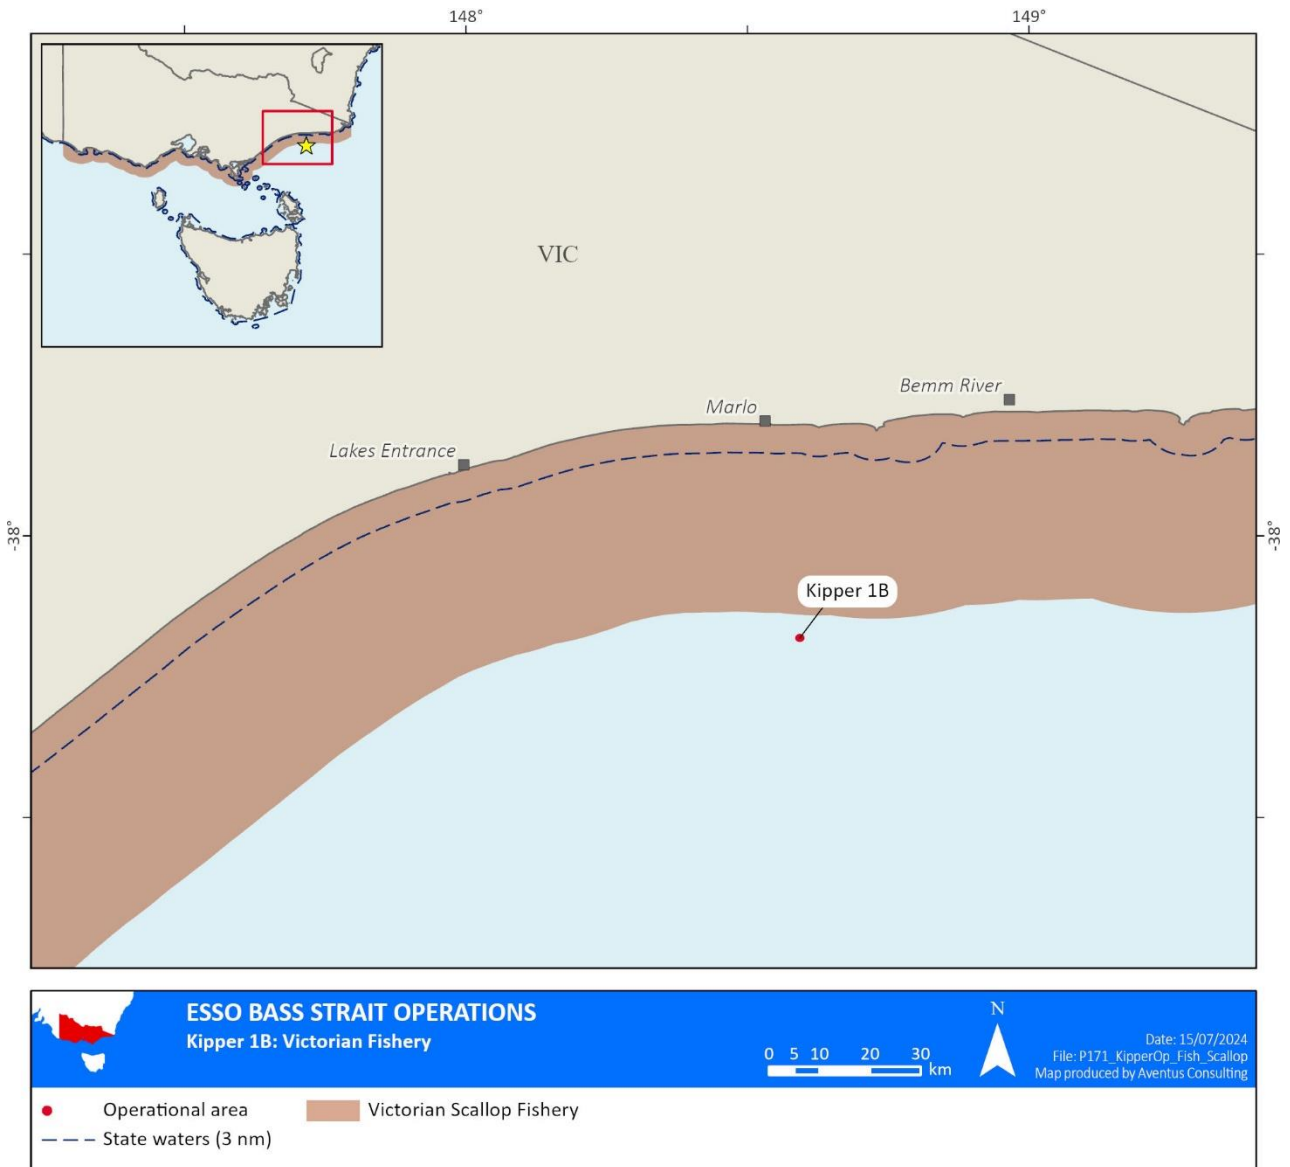 148°
149°
VIC
Bemm River
Marlo
Lakes Entrance
-38°
-38°
Kipper 1B
ESSO BASS STRAIT OPERATIONS
Kipper 1B: Victorian Fishery
0 5 10 20 30
km
N
Date: 15/07/2024
File: P171_KipperOp_Fish_Scallop
Map produced by Aventus Consulting
Operational area
Victorian Scallop Fishery
State waters (3 nm)